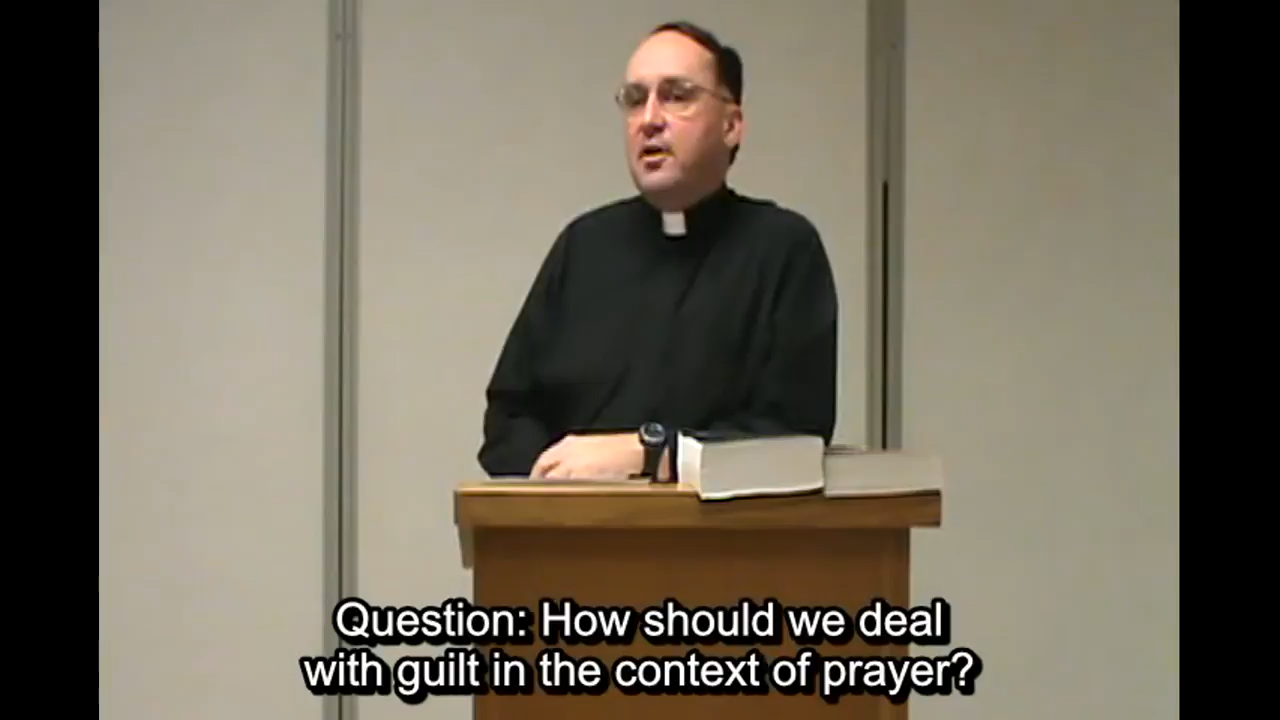 Question: How should we deal
with guilt in the context of prayer?